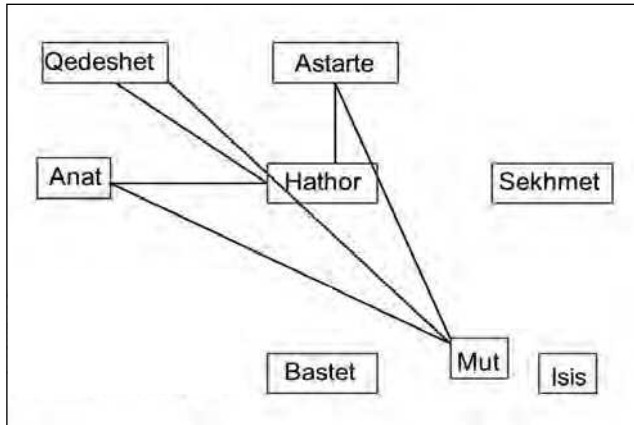 Qedeshet
Astarte
Anat
Hathor
Sekhmet
Bastet
Mut
Isis